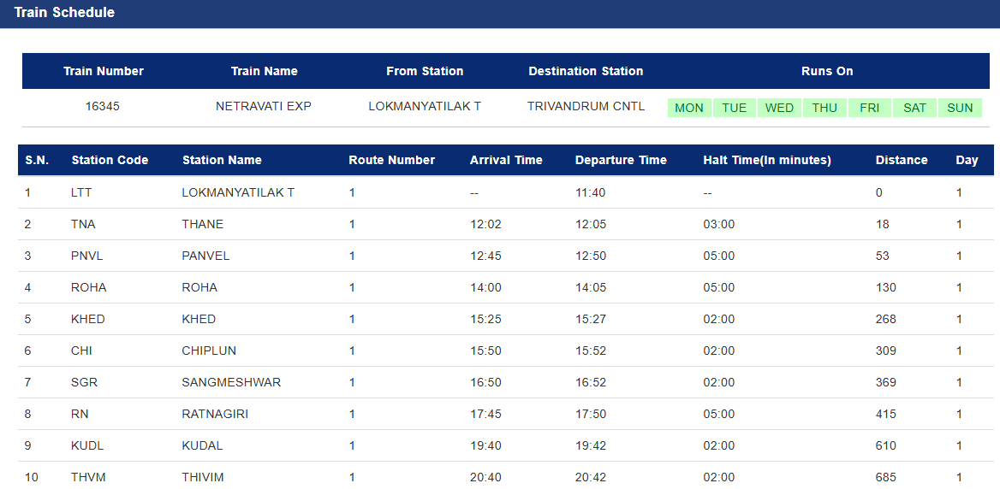 Train Schedule
Train Number Train Name From Station Destination Station Runs On
16345 NETRAVATI EXP LOKMANYATILAK T TRIVANDRUM CNTL MON TUE WED THU FRI SAT SUN
S.N. Station Code Station Name Route Number Arrival Time Departure Time Halt Time(In minutes) Distance Day
1 LTT LOKMANYATILAK T 1 -- 11:40 -- 0 1
2 TNA THANE 1 12:02 12:05 03:00 18 1
3 PNVL PANVEL 1 12:45 12:50 05:00 53 1
4 ROHA ROHA 1 14:00 14:05 05:00 130 1
5 KHED KHED 1 15:25 15:27 02:00 268 1
6 CHI CHIPLUN 1 15:50 15:52 02:00 309 1
7 SGR SANGMESHWAR 1 16:50 16:52 02:00 369 1
8 RN RATNAGIRI 1 17:45 17:50 05:00 415 1
9 KUDL KUDAL 1 19:40 19:42 02:00 610 1
10 THVM THIVIM 1 20:40 20:42 02:00 685 1